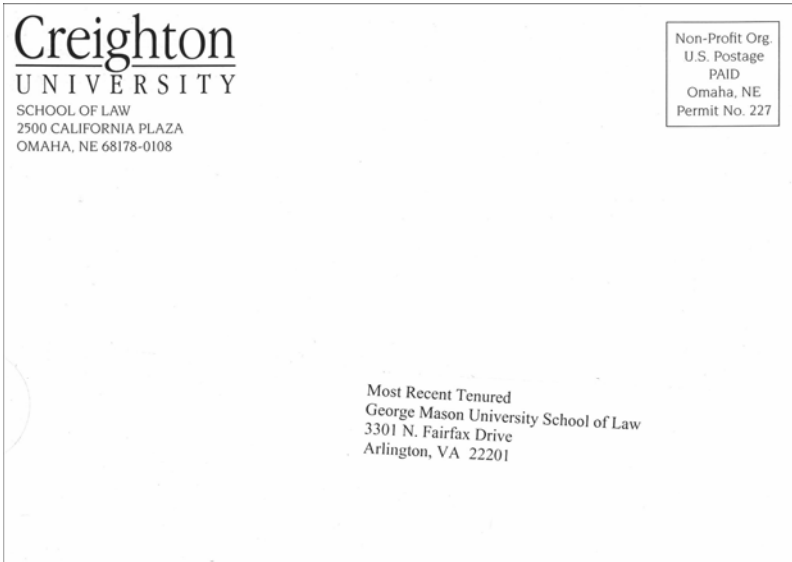 Creighton
UNIVERSITY
SCHOOL OF LAW
2500 CALIFORNIA PLAZA
OMAHA, NE 68178-0108
Non-Profit Org.
U.S. Postage
PAID
Omaha, NE
Permit No. 227
Most Recent Tenured
George Mason University School of Law
3301 N. Fairfax Drive
Arlington, VA 22201